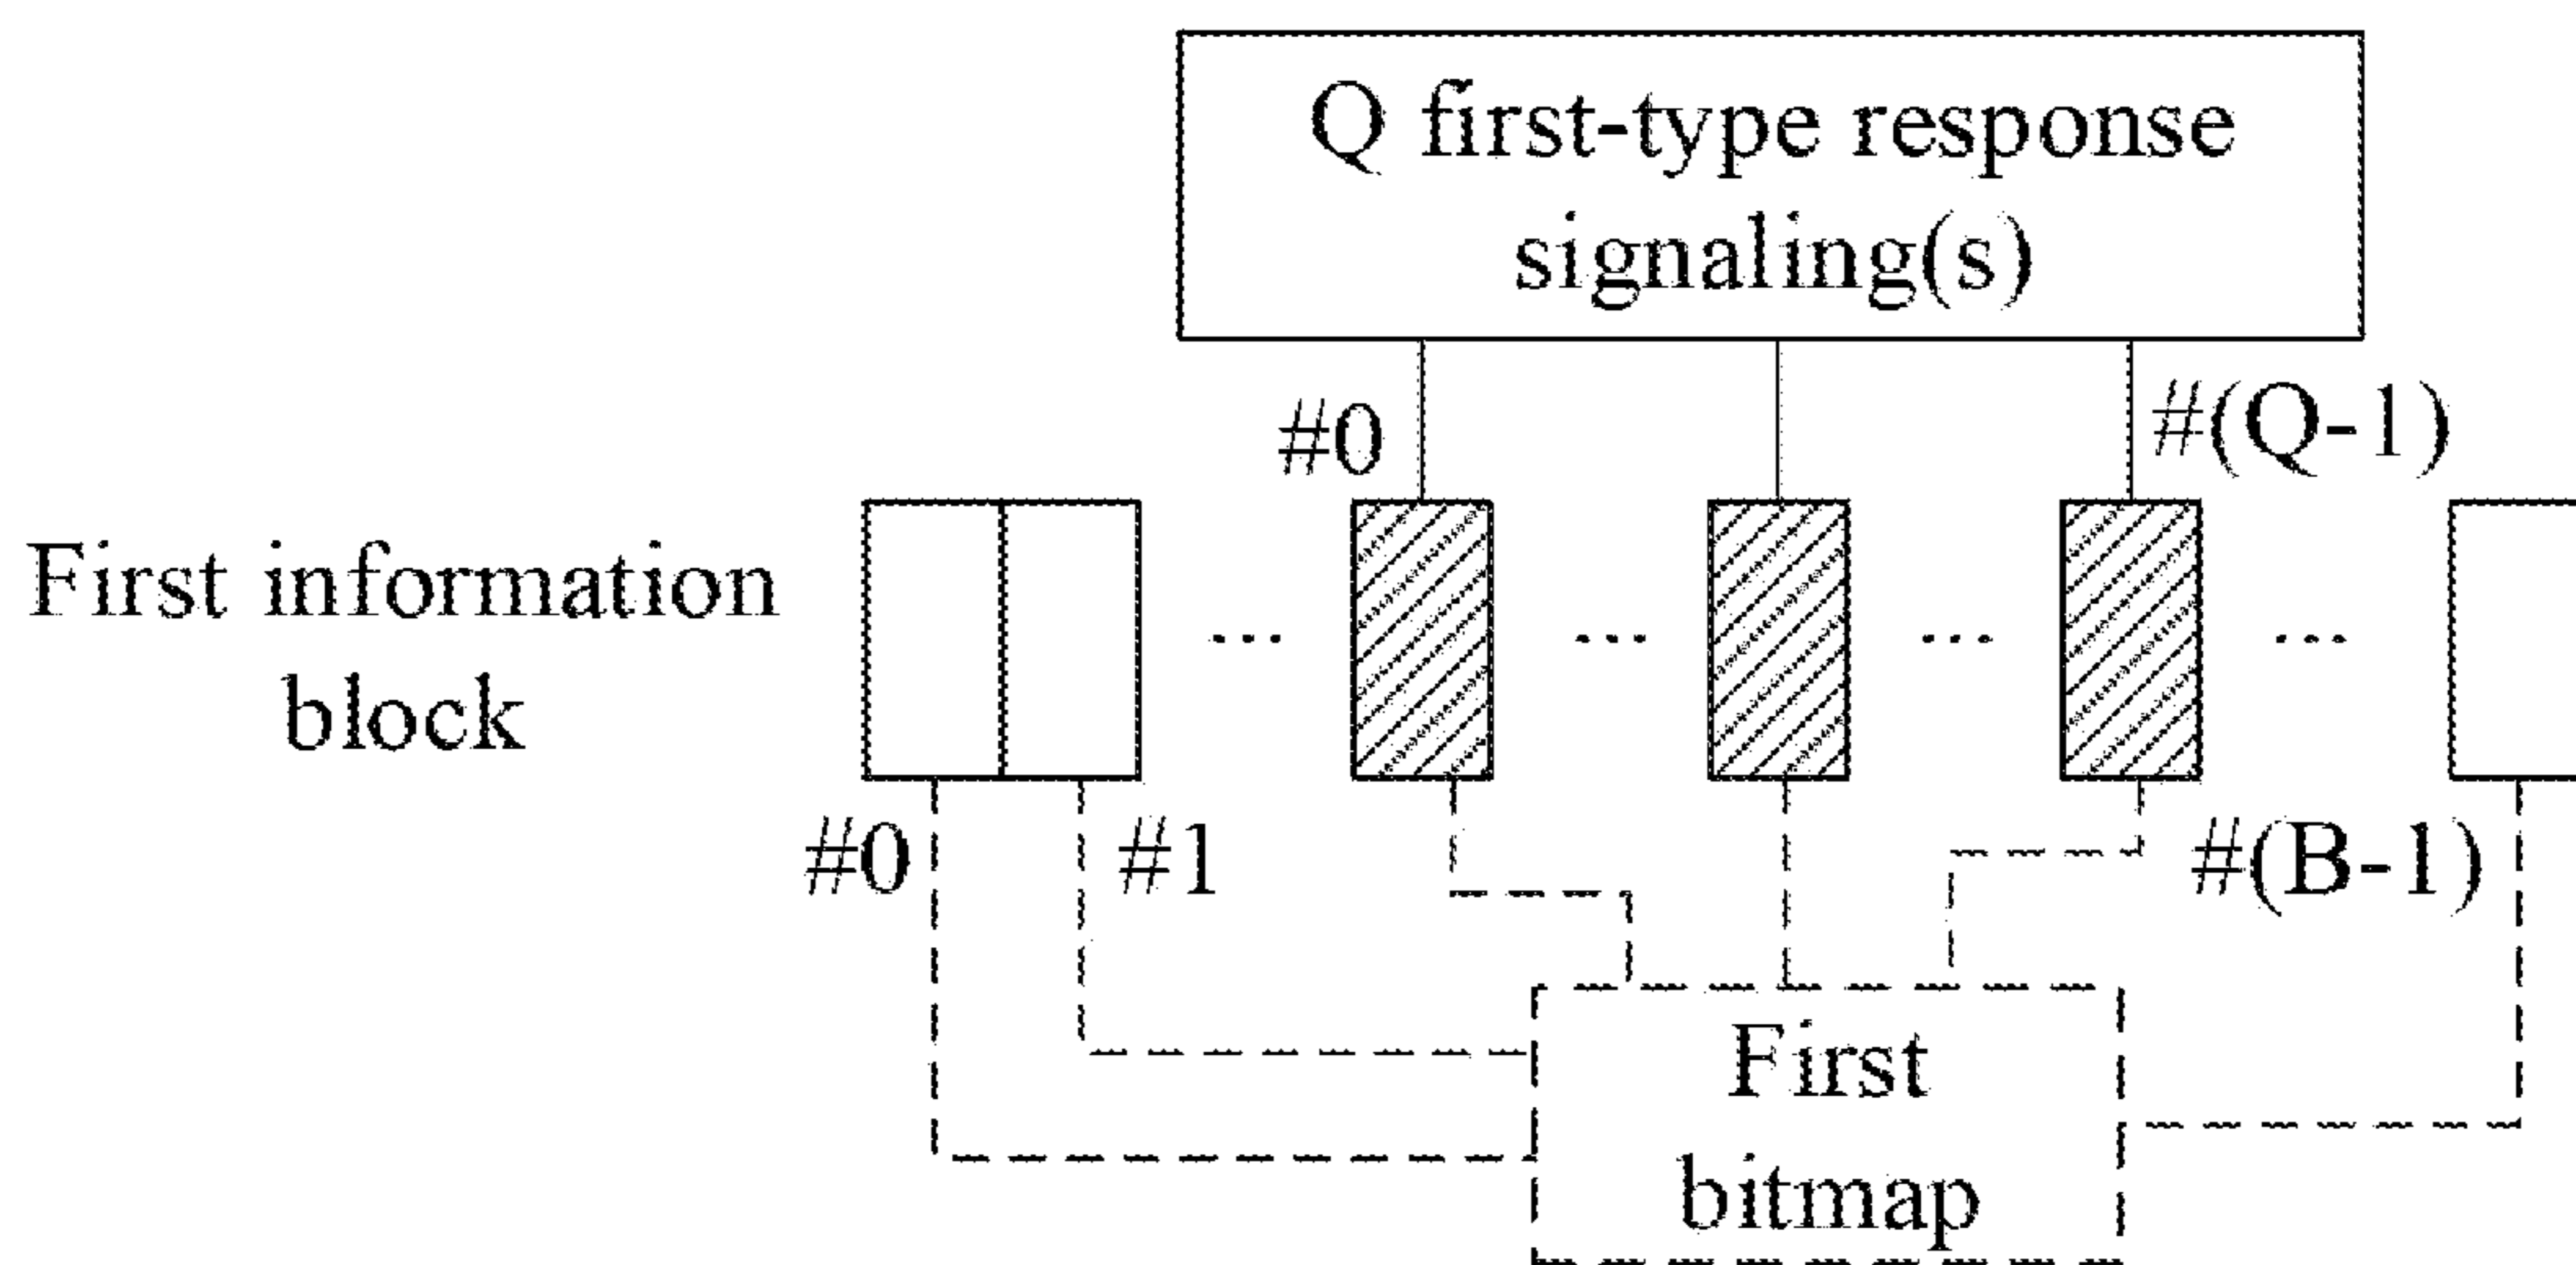 Q first-type response
signaling(s)
#0
#(Q-1)
First information
block
...
...
...
...
#0
#1
#(B-1)
First
bitmap